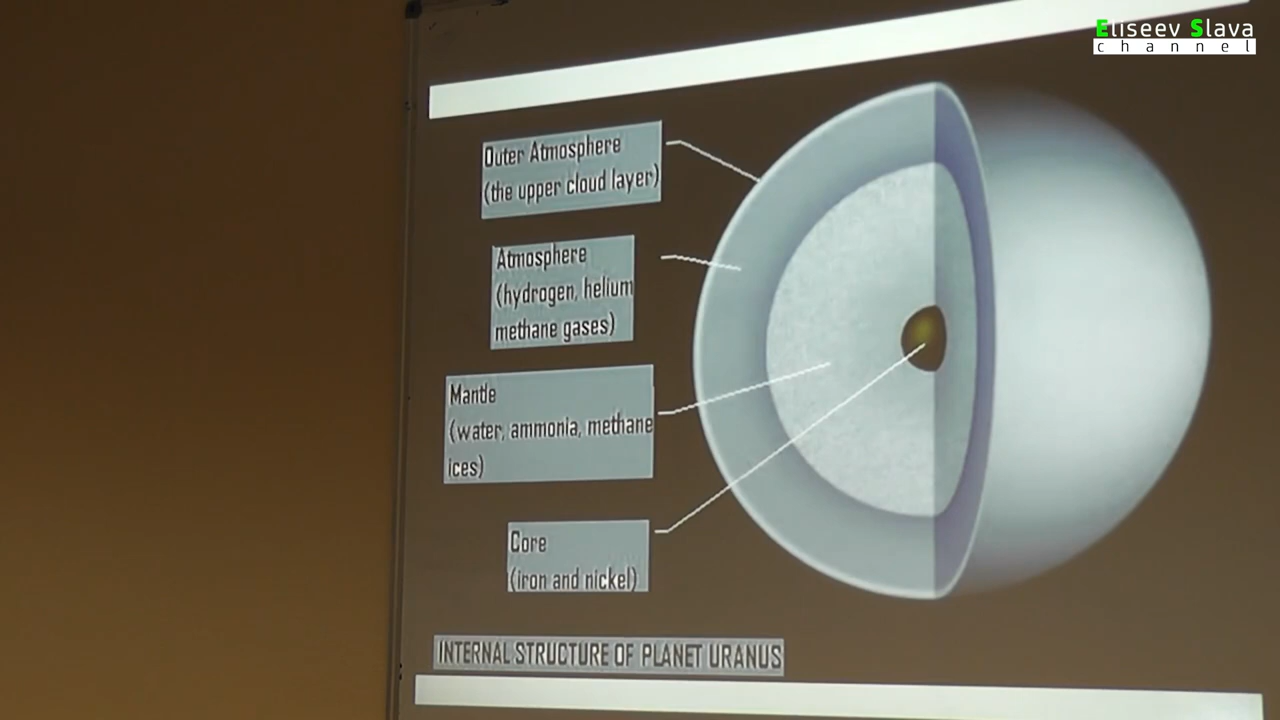 Eliseev Slava
channel
Outer Atmosphere
(the upper cloud layer)
Atmosphere
(hydrogen, helium
methane gases)
Mantle
(water, ammonia, methane
ices)
Core
(iron and nickel)
INTERNAL STRUCTURE OF PLANET URANUS